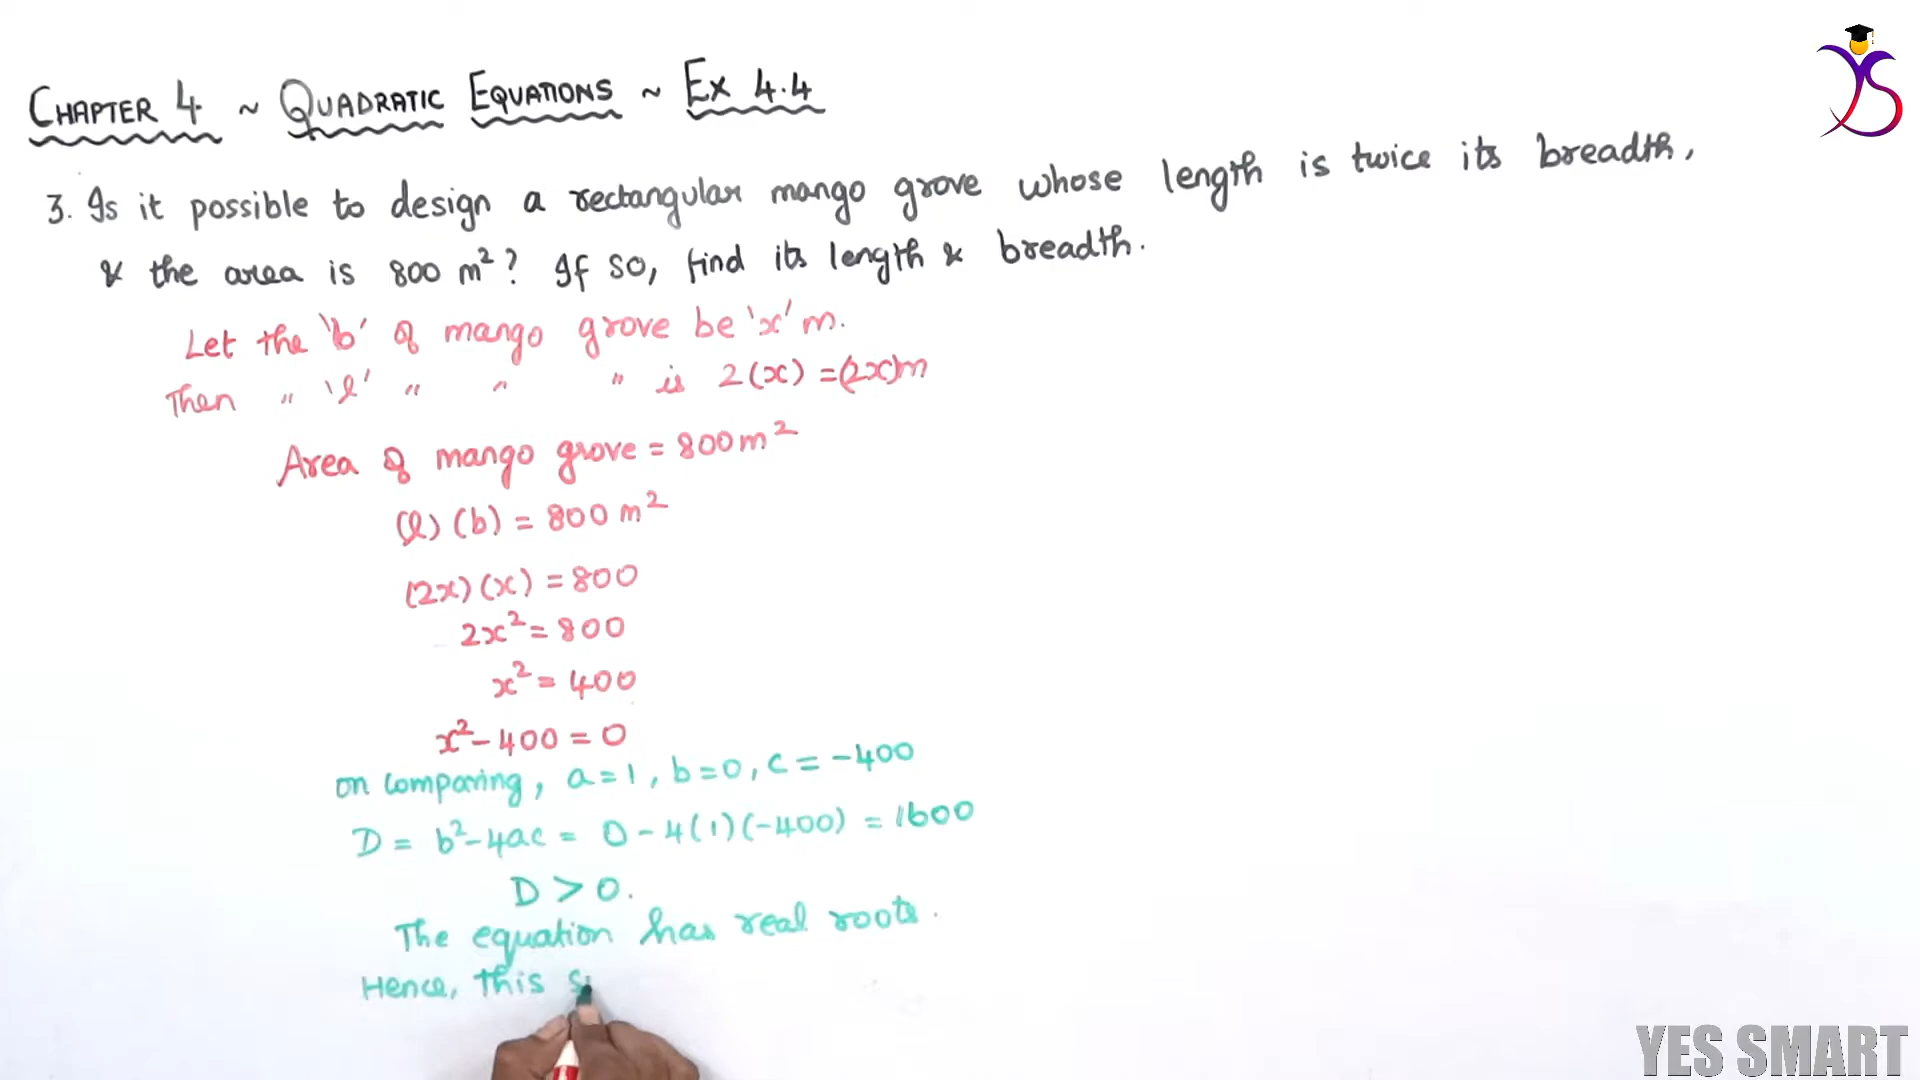 CHAPTER 4 ~ QUADRATIC EQUATIONS ~ EX 4.4
3. Is it possible to design a rectangular mango grove whose length is twice its breadth,
& the area is 800 m²? If so, find its length & breadth.
Let the 'b' of mango grove be 'x' m.
Then " 'l' " " " is 2(x) = (2x)m
Area of mango grove = 800 m²
(l) (b) = 800 m²
(2x) (x) = 800
2x² = 800
x² = 400
x² - 400 = 0
on comparing, a = 1, b = 0, c = -400
D = b² - 4ac = 0 - 4(1)(-400) = 1600
D > 0.
The equation has real roots.
Hence, this s
YES SMART